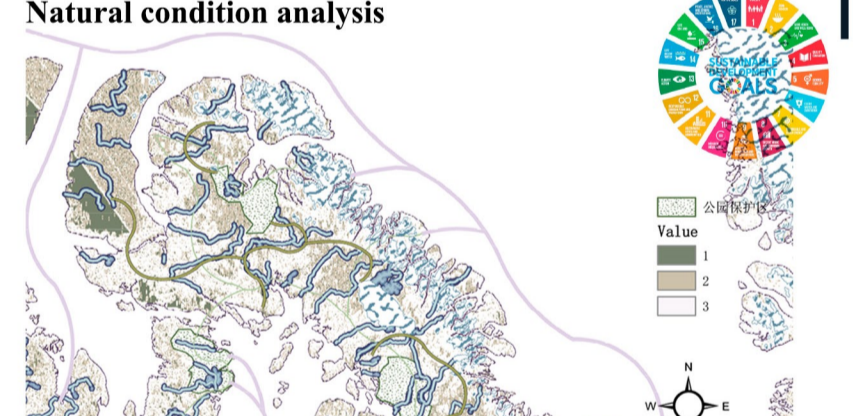 Natural condition analysis
SUSTAINABLE
DEVELOPMENT
GOALS
公园保护区
Value
1
2
3
N
W
E